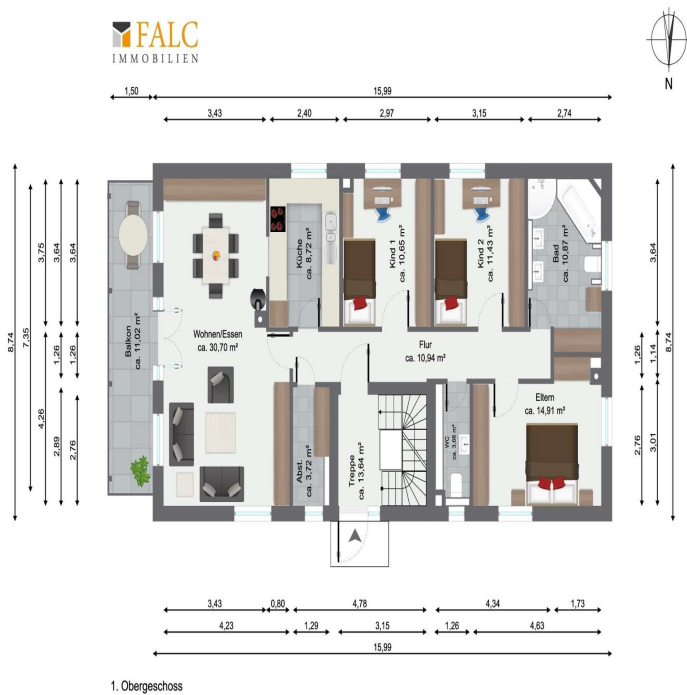 FALC
IMMOBILIEN
N
1,50
15,99
3,43
2,40
2,97
3,15
2,74
8,74
7,35
3,75
4,26
3,64
1,26
2,89
3,64
1,26
2,76
Balkon
ca. 11,02 m²
Wohnen/Essen
ca. 30,70 m²
Küche
ca. 8,72 m²
Kind 1
ca. 10,65 m²
Kind 2
ca. 11,43 m²
Bad
ca. 10,87 m²
Flur
ca. 10,94 m²
Eltern
ca. 14,91 m²
Abst.
ca. 3,72 m²
Treppe
ca. 13,64 m²
WC
ca. 3,66 m²
3,64
1,26
1,14
2,76
3,01
8,74
3,43
0,80
4,78
4,34
1,73
4,23
1,29
3,15
1,26
4,63
15,99
1. Obergeschoss